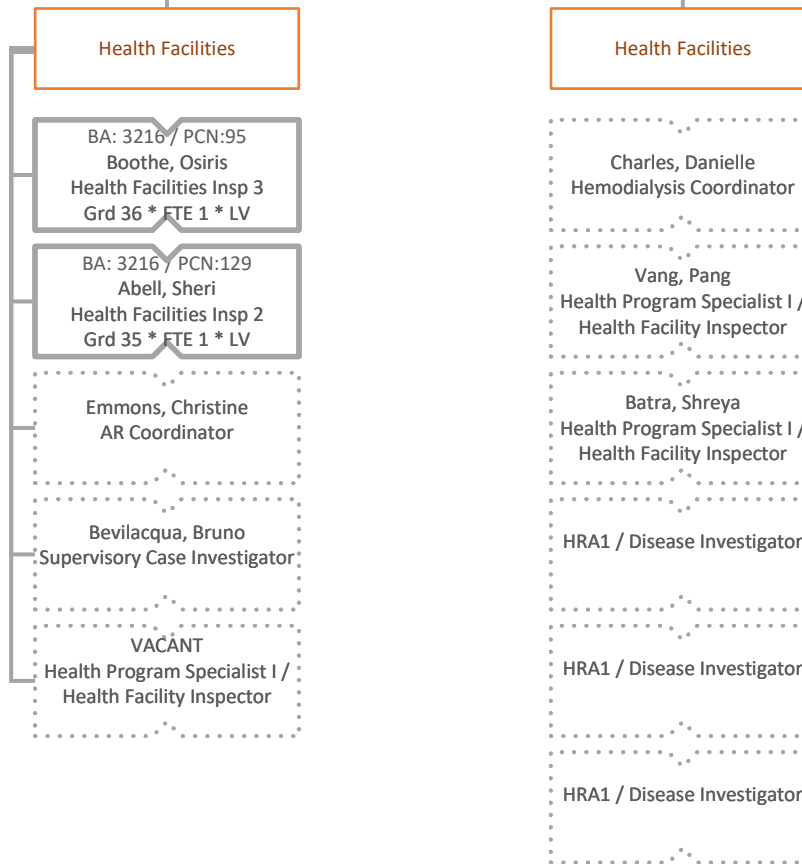 Health Facilities
BA: 3216 / PCN:95
Boothe, Osiris
Health Facilities Insp 3
Grd 36 * FTE 1 * LV
BA: 3216 / PCN:129
Abell, Sheri
Health Facilities Insp 2
Grd 35 * FTE 1 * LV
Emmons, Christine
AR Coordinator
Bevilacqua, Bruno
Supervisory Case Investigator
VACANT
Health Program Specialist I /
Health Facility Inspector
Health Facilities
Charles, Danielle
Hemodialysis Coordinator
Vang, Pang
Health Program Specialist I /
Health Facility Inspector
Batra, Shreya
Health Program Specialist I /
Health Facility Inspector
HRA1 / Disease Investigator
HRA1 / Disease Investigator
HRA1 / Disease Investigator